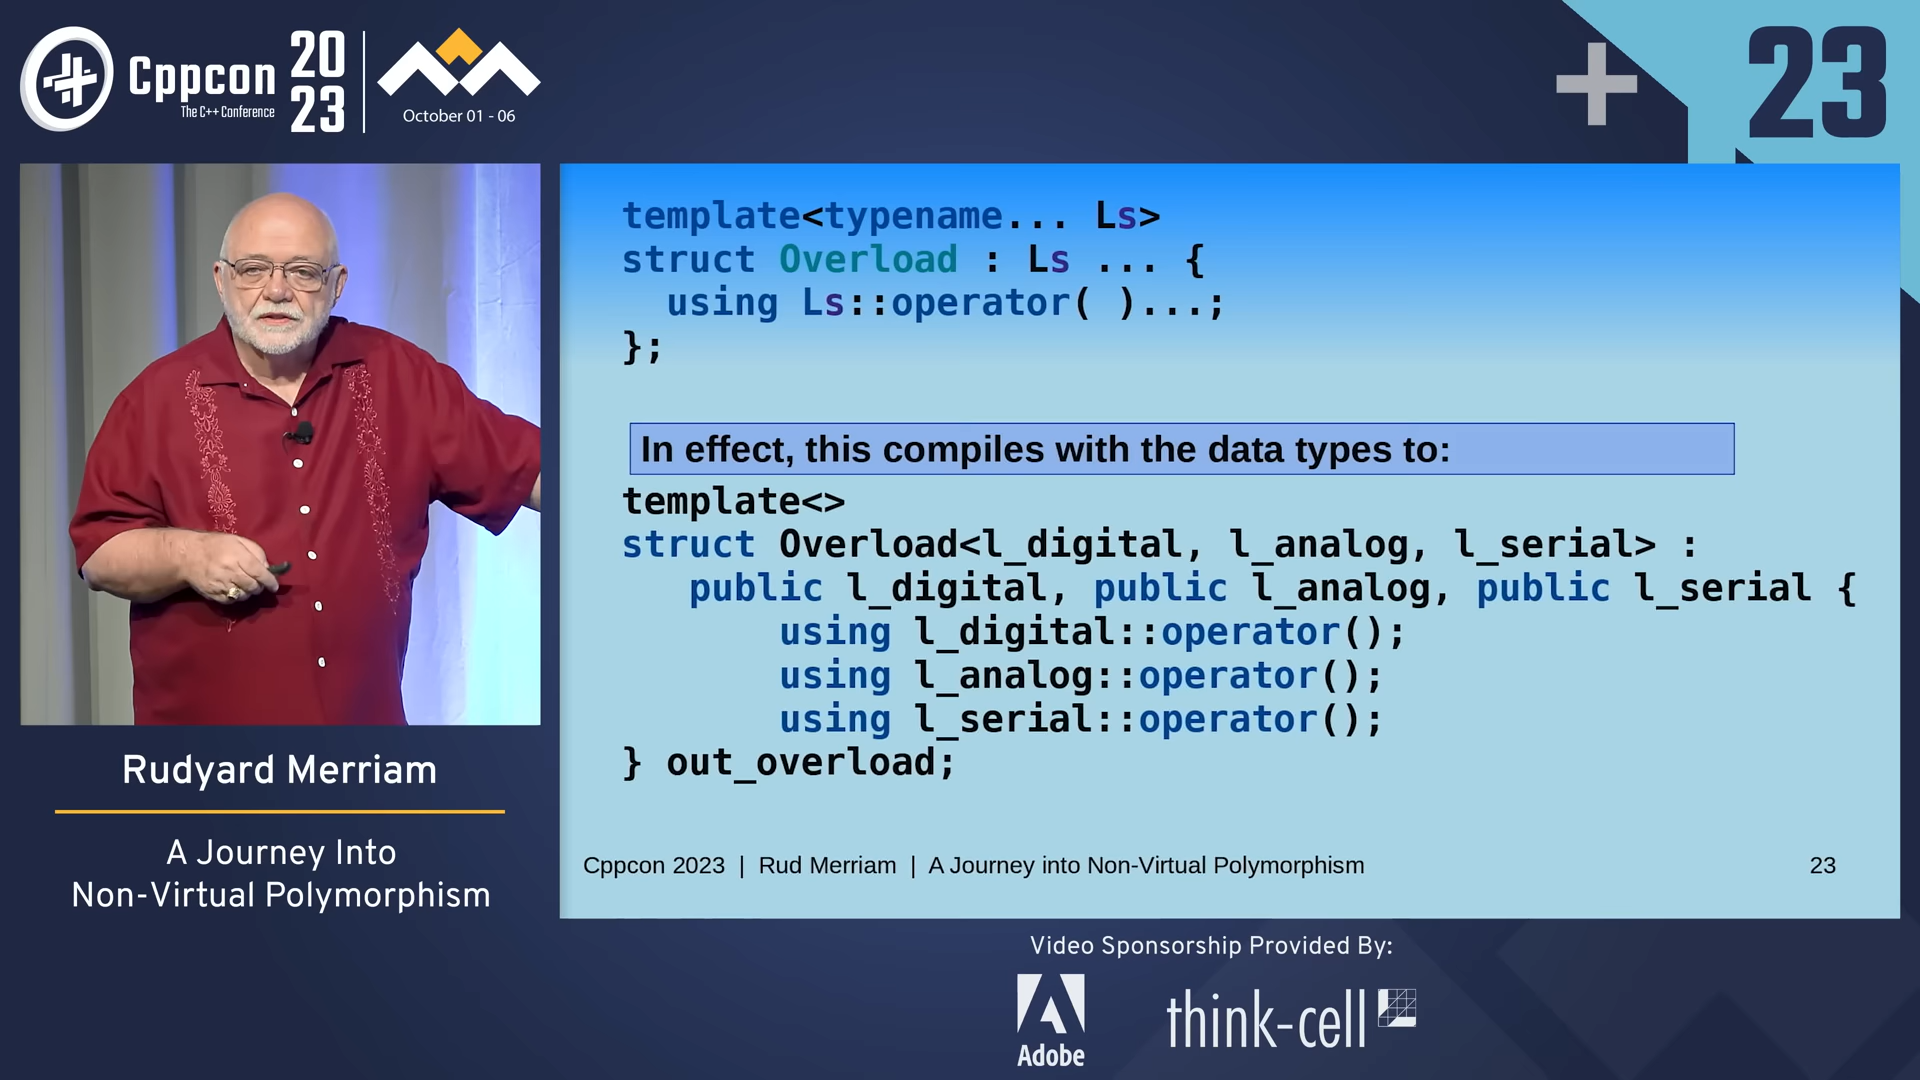 Cppcon
The C++ Conference
20
23
October 01 - 06
23
template<typename... Ls>
struct Overload : Ls ... {
using Ls::operator( )...;
};
In effect, this compiles with the data types to:
template<>
struct Overload<l_digital, l_analog, l_serial> :
public l_digital, public l_analog, public l_serial {
using l_digital::operator();
using l_analog::operator();
using l_serial::operator();
} out_overload;
Cppcon 2023 | Rud Merriam | A Journey into Non-Virtual Polymorphism
23
Rudyard Merriam
A Journey Into
Non-Virtual Polymorphism
Video Sponsorship Provided By:
Adobe
think-cell